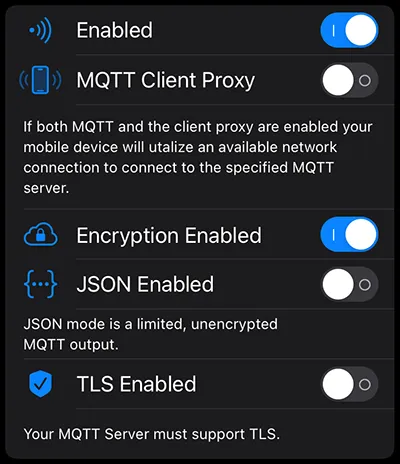 Enabled
MQTT Client Proxy
If both MQTT and the client proxy are enabled your
mobile device will utalize an available network
connection to connect to the specified MQTT
server.
Encryption Enabled
JSON Enabled
JSON mode is a limited, unencrypted
MQTT output.
TLS Enabled
Your MQTT Server must support TLS.